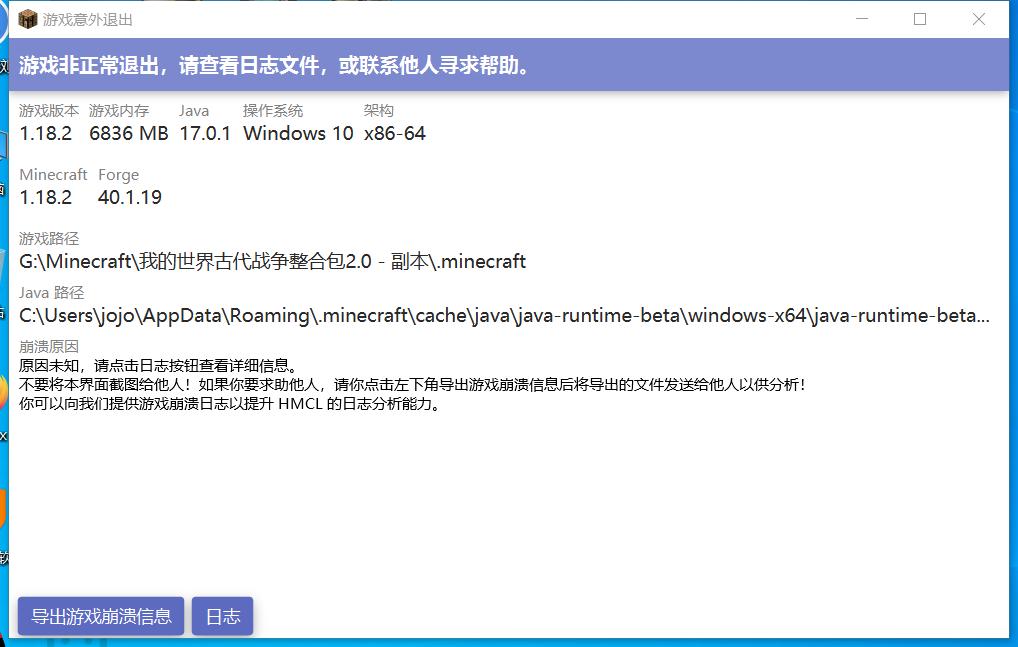 游戏意外退出
游戏非正常退出，请查看日志文件，或联系他人寻求帮助。
游戏版本 游戏内存 Java 操作系统 架构
1.18.2 6836 MB 17.0.1 Windows 10 x86-64
Minecraft Forge
1.18.2 40.1.19
游戏路径
G:\Minecraft\我的世界古代战争整合包2.0 - 副本\.minecraft
Java 路径
C:\Users\jojo\AppData\Roaming\.minecraft\cache\java\java-runtime-beta\windows-x64\java-runtime-beta...
崩溃原因
原因未知，请点击日志按钮查看详细信息。
不要将本界面截图给他人！如果你要求助他人，请你点击左下角导出游戏崩溃信息后将导出的文件发送给他人以供分析！
你可以向我们提供游戏崩溃日志以提升 HMCL 的日志分析能力。
导出游戏崩溃信息 日志